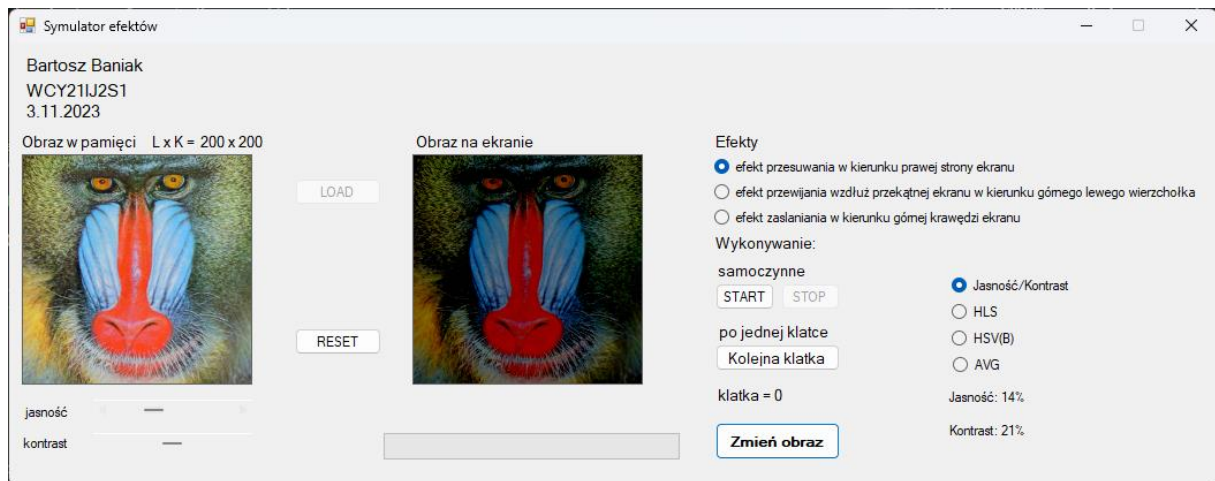 Symulator efektów
Bartosz Baniak
WCY21IJ2S1
3.11.2023
Obraz w pamięci L x K = 200 x 200
Obraz na ekranie
LOAD
RESET
jasność
kontrast
Efekty
efekt przesuwania w kierunku prawej strony ekranu
efekt przewijania wzdłuż przekątnej ekranu w kierunku górnego lewego wierzchołka
efekt zaslaniania w kierunku górnej krawędzi ekranu
Wykonywanie:
samoczynne
START STOP
po jednej klatce
Kolejna klatka
klatka = 0
Zmień obraz
Jasność/Kontrast
HLS
HSV(B)
AVG
Jasność: 14%
Kontrast: 21%